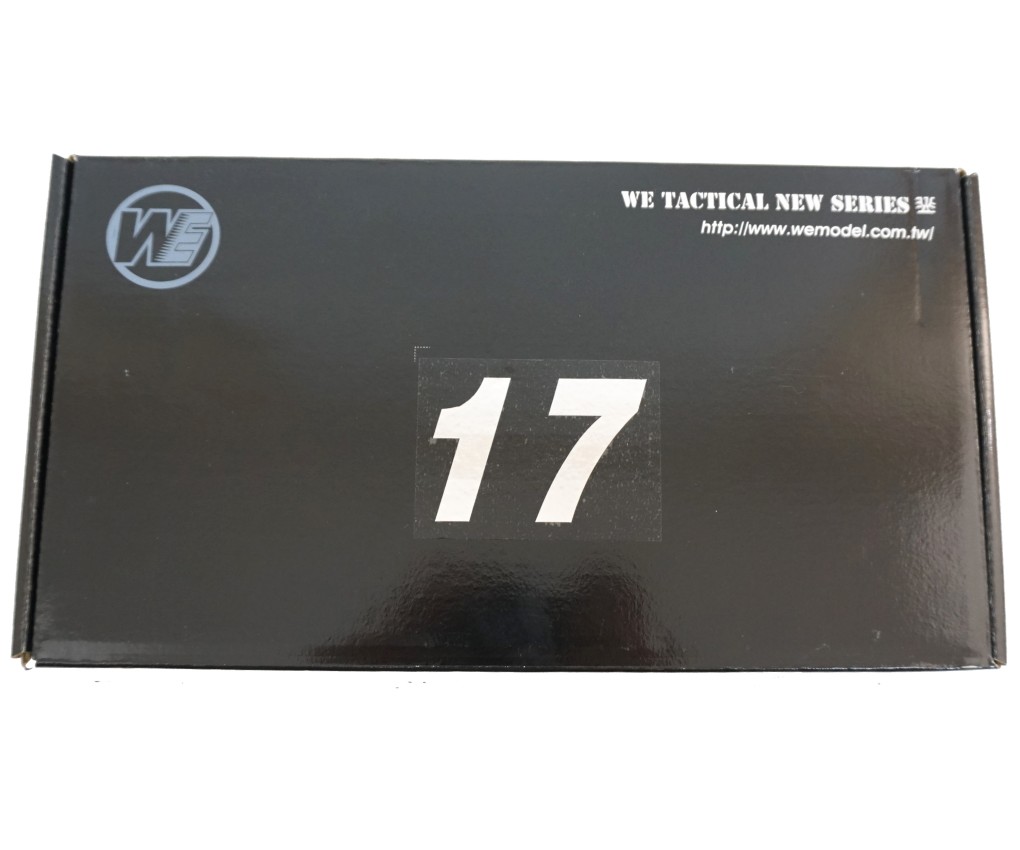 WE
WE TACTICAL NEW SERIES
http://www.wemodel.com.tw/
17